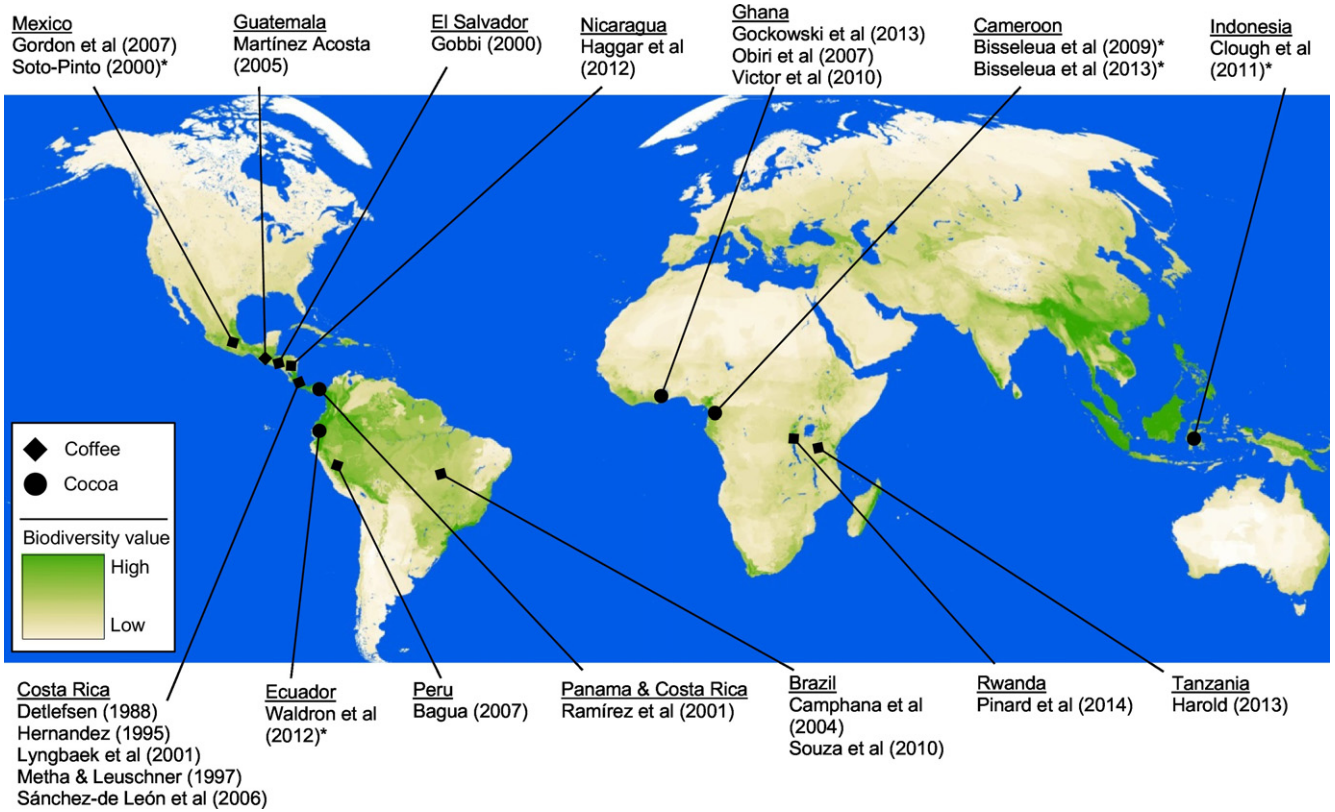 Mexico
Gordon et al (2007)
Soto-Pinto (2000)*
Guatemala
Martínez Acosta
(2005)
El Salvador
Gobbi (2000)
Nicaragua
Haggar et al
(2012)
Ghana
Gockowski et al (2013)
Obiri et al (2007)
Victor et al (2010)
Cameroon
Bisseleua et al (2009)*
Bisseleua et al (2013)*
Indonesia
Clough et al
(2011)*
Coffee
Cocoa
Biodiversity value
High
Low
Costa Rica
Detlefsen (1988)
Hernandez (1995)
Lyngbaek et al (2001)
Metha & Leuschner (1997)
Sánchez-de León et al (2006)
Ecuador
Waldron et al
(2012)*
Peru
Bagua (2007)
Panama & Costa Rica
Ramírez et al (2001)
Brazil
Camphana et al
(2004)
Souza et al (2010)
Rwanda
Pinard et al (2014)
Tanzania
Harold (2013)